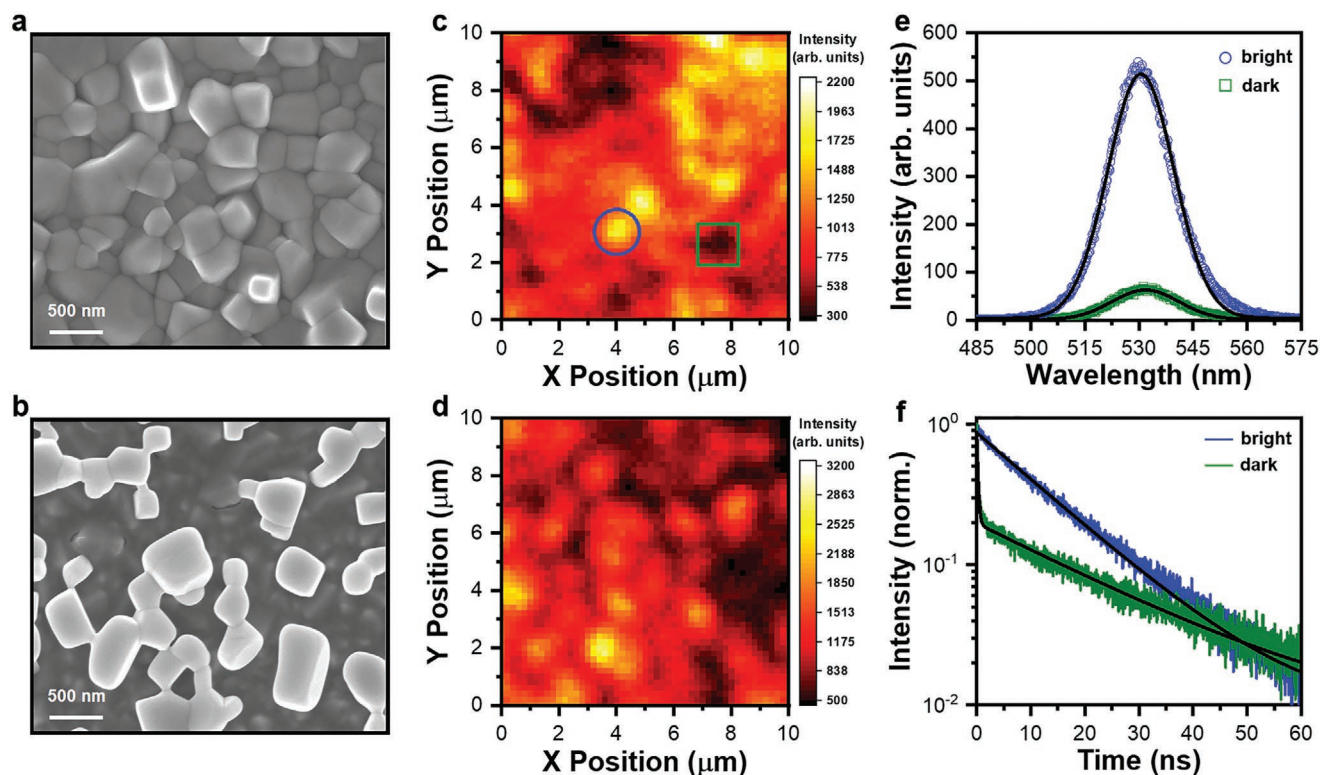 a
500 nm
b
500 nm
c
Y Position (μm)
10
8
6
4
2
0
0 2 4 6 8 10
X Position (μm)
Intensity
(arb. units)
2200
1963
1725
1488
1250
1013
775
538
300
d
Y Position (μm)
10
8
6
4
2
0
0 2 4 6 8 10
X Position (μm)
Intensity
(arb. units)
3200
2863
2525
2188
1850
1513
1175
838
500
e
Intensity (arb. units)
600
500
400
300
200
100
0
485 500 515 530 545 560 575
Wavelength (nm)
bright
dark
f
Intensity (norm.)
10⁰
10⁻¹
10⁻²
0 10 20 30 40 50 60
Time (ns)
bright
dark